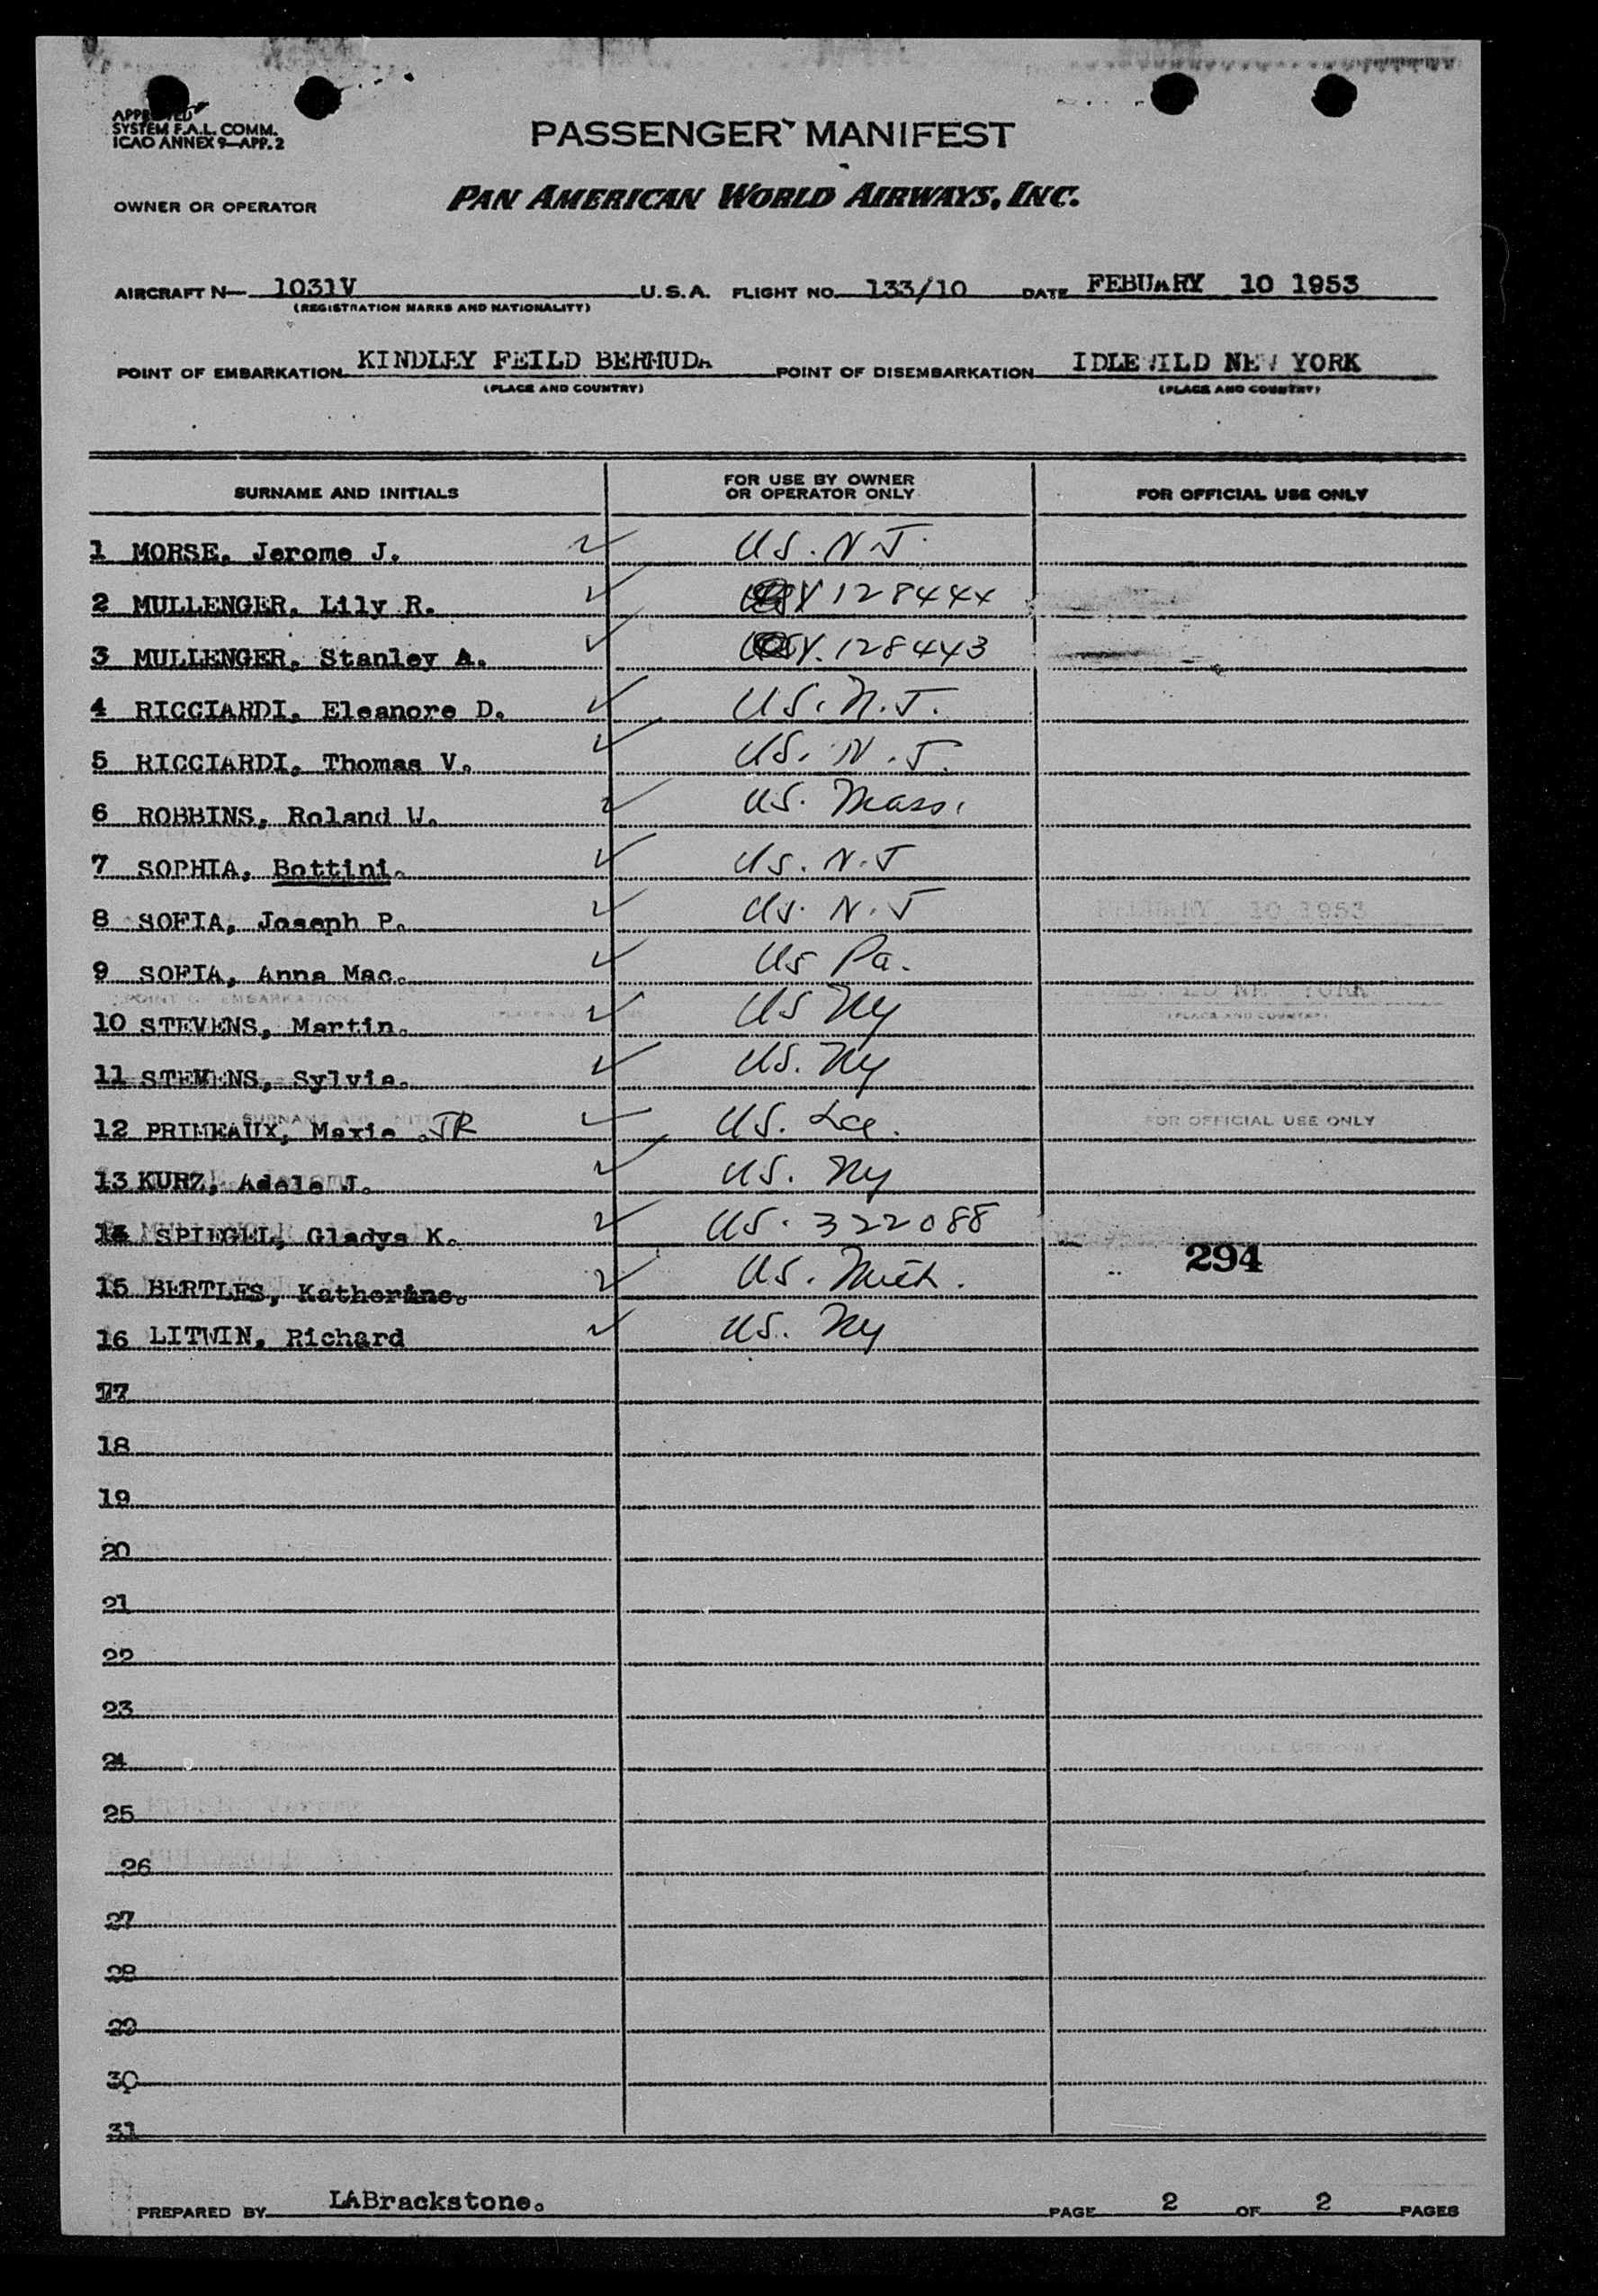 APPROVED
SYSTEM F.A.L. COMM.
ICAO ANNEX 9—APP. 2
PASSENGER MANIFEST
OWNER OR OPERATOR PAN AMERICAN WORLD AIRWAYS, INC.
AIRCRAFT N— 1031V U.S.A. FLIGHT NO. 133/10 DATE FEBUARY 10 1953
(REGISTRATION MARKS AND NATIONALITY)
POINT OF EMBARKATION KINDLEY FEILD BERMUDA POINT OF DISEMBARKATION IDLEWILD NEW YORK
(PLACE AND COUNTRY) (PLACE AND COUNTRY)
SURNAME AND INITIALS FOR USE BY OWNER OR OPERATOR ONLY FOR OFFICIAL USE ONLY
1 MORSE, Jerome J. ✓ US. N.J.
2 MULLENGER, Lily R. ✓ V 128444
3 MULLENGER, Stanley A. ✓ V. 128443
4 RICCIARDI, Eleanore D. ✓ US. N.J.
5 RICCIARDI, Thomas V. ✓ US. N.J.
6 ROBBINS, Roland W. ✓ US. Mass.
7 SOPHIA, Bottini. ✓ US. N.J
8 SOFIA, Joseph P. ✓ US. N.J
9 SOFIA, Anna Mac. ✓ US Pa.
10 STEVENS, Martin. ✓ US Ny
11 STEVENS, Sylvia. ✓ US. Ny
12 PRIMEAUX, Maxie . JR ✓ US. La.
13 KURZ, Adele J. ✓ US. Ny
14 SPIEGEL, Gladys K. ✓ US. 322088
294
15 BERTLES, Katherine. ✓ US. Mich.
16 LITWIN, Richard ✓ US. Ny
17
18
19
20
21
22
23
24
25
26
27
28
29
30
31
PREPARED BY LABrackstone. PAGE 2 OF 2 PAGES